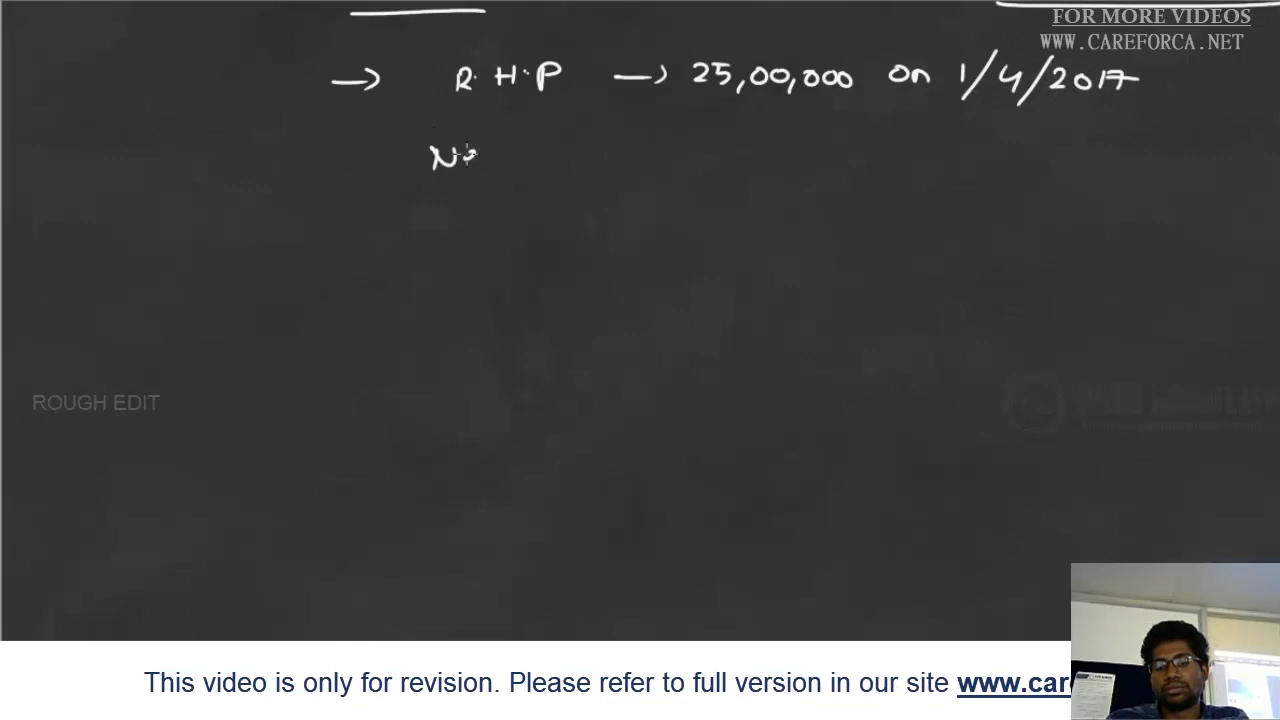 FOR MORE VIDEOS
WWW.CAREFORCA.NET
→ R.H.P → 25,00,000 on 1/4/2017
No
ROUGH EDIT
This video is only for revision. Please refer to full version in our site www.car